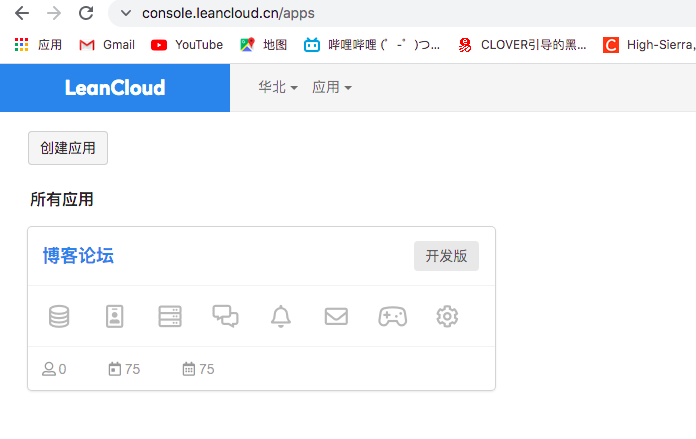 console.leancloud.cn/apps
应用 Gmail YouTube 地图 哔哩哔哩 (゜-゜)つ... CLOVER引导的黑... High-Sierra,
LeanCloud 华北 应用
创建应用
所有应用
博客论坛 开发版
0 75 75